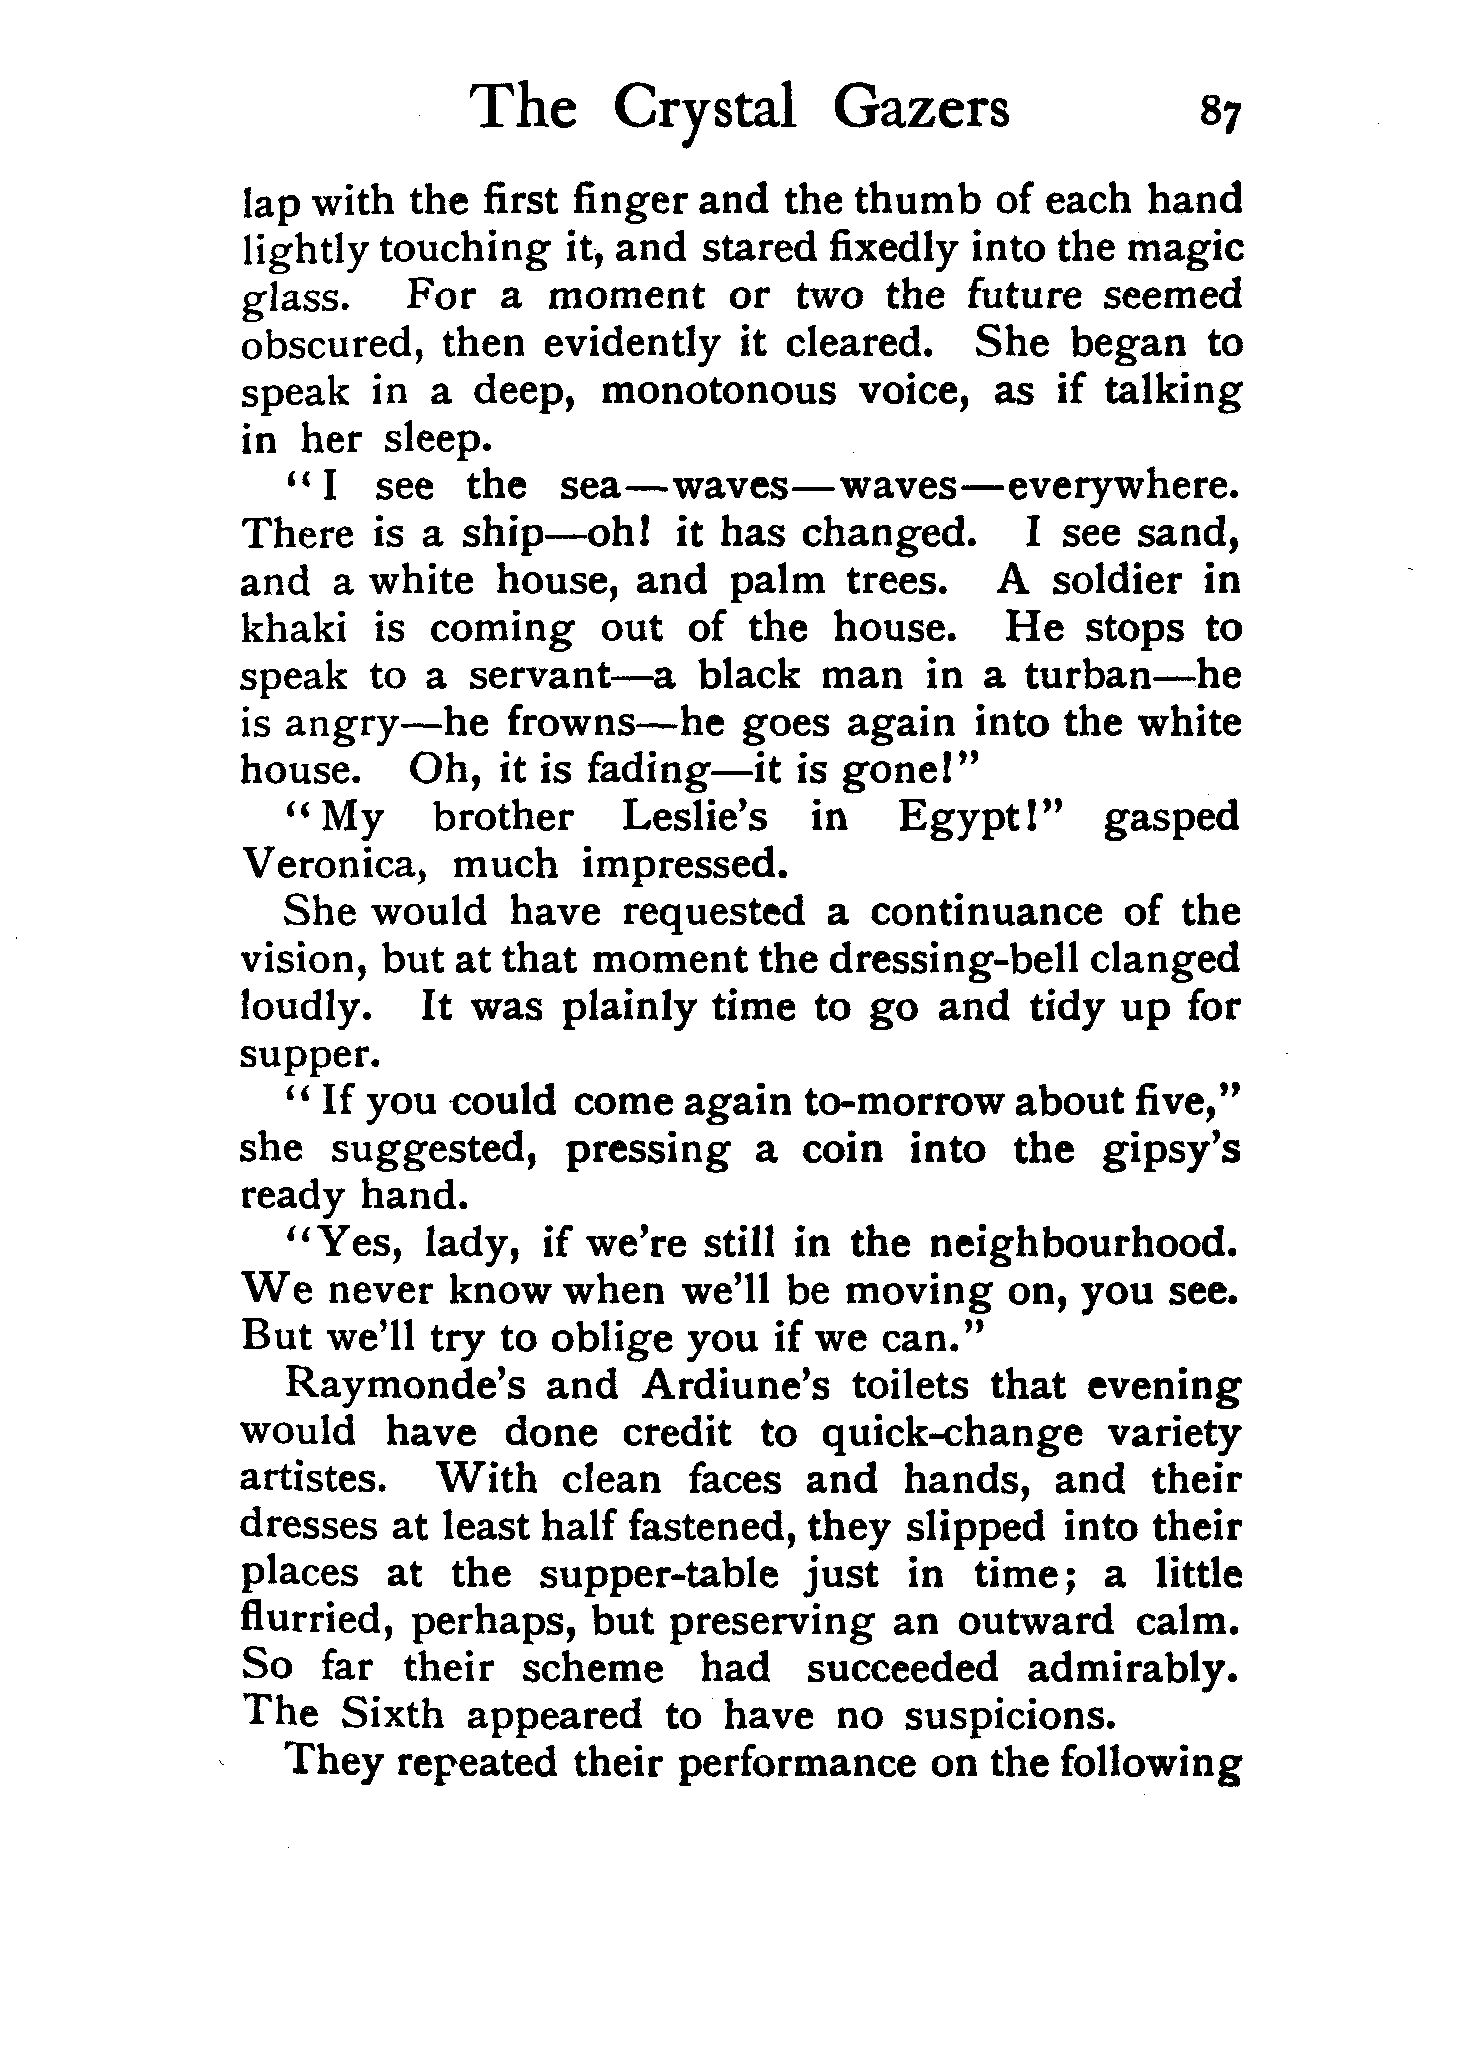 The Crystal Gazers 87
lap with the first finger and the thumb of each hand
lightly touching it, and stared fixedly into the magic
glass. For a moment or two the future seemed
obscured, then evidently it cleared. She began to
speak in a deep, monotonous voice, as if talking
in her sleep.
"I see the sea—waves—waves—everywhere.
There is a ship—oh! it has changed. I see sand,
and a white house, and palm trees. A soldier in
khaki is coming out of the house. He stops to
speak to a servant—a black man in a turban—he
is angry—he frowns—he goes again into the white
house. Oh, it is fading—it is gone!"
"My brother Leslie's in Egypt!" gasped
Veronica, much impressed.
She would have requested a continuance of the
vision, but at that moment the dressing-bell clanged
loudly. It was plainly time to go and tidy up for
supper.
"If you could come again to-morrow about five,"
she suggested, pressing a coin into the gipsy's
ready hand.
"Yes, lady, if we're still in the neighbourhood.
We never know when we'll be moving on, you see.
But we'll try to oblige you if we can."
Raymonde's and Ardiune's toilets that evening
would have done credit to quick-change variety
artistes. With clean faces and hands, and their
dresses at least half fastened, they slipped into their
places at the supper-table just in time; a little
flurried, perhaps, but preserving an outward calm.
So far their scheme had succeeded admirably.
The Sixth appeared to have no suspicions.
They repeated their performance on the following